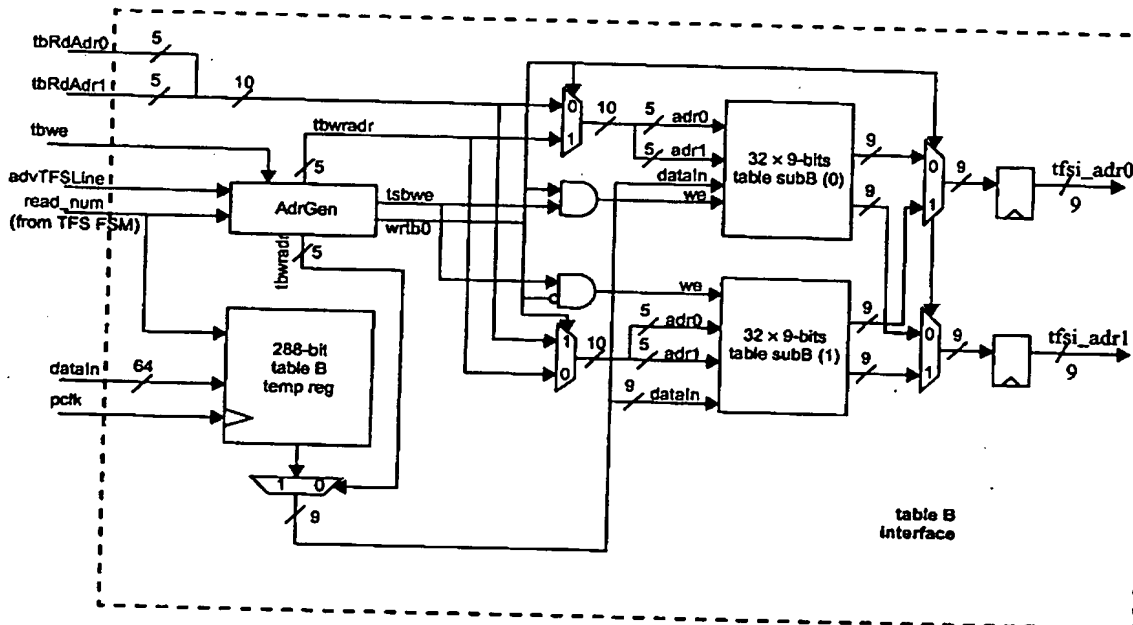 tbRdAdr0
5
tbRdAdr1
5
10
tbwe
tbwradr
5
advTFSLine
read_num
(from TFS FSM)
AdrGen
tsbwe
wrtb0
tbwradr
5
288-bit
table B
temp reg
dataIn
64
pclk
1 0
9
0
1
10
5
adr0
5
adr1
dataIn
we
32 × 9-bits
table subB (0)
9
9
we
5
adr0
10
5
adr1
9
dataIn
1
0
32 × 9-bits
table subB (1)
9
9
0
1
9
tfsi_adr0
9
0
1
9
tfsi_adr1
9
table B
interface